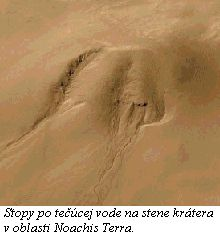 Stopy po tečúcej vode na stene krátera
v oblasti Noachis Terra.